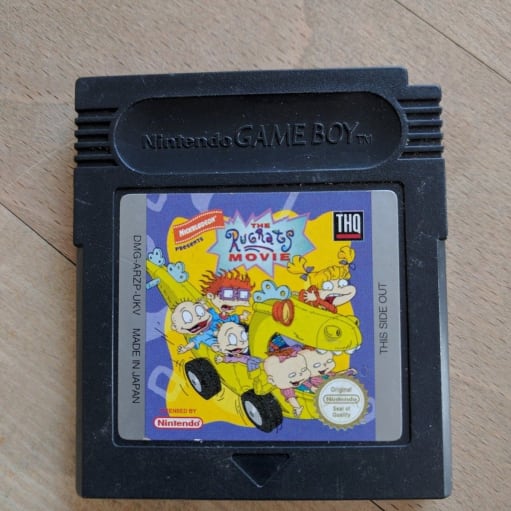 Nintendo GAME BOY™
NICKELODEON
PRESENTS
THE
RUGRATS
MOVIE
THQ
DMG-ARZP-UKV MADE IN JAPAN
THIS SIDE OUT
LICENSED BY
Nintendo
Original
Nintendo
Seal of
Quality